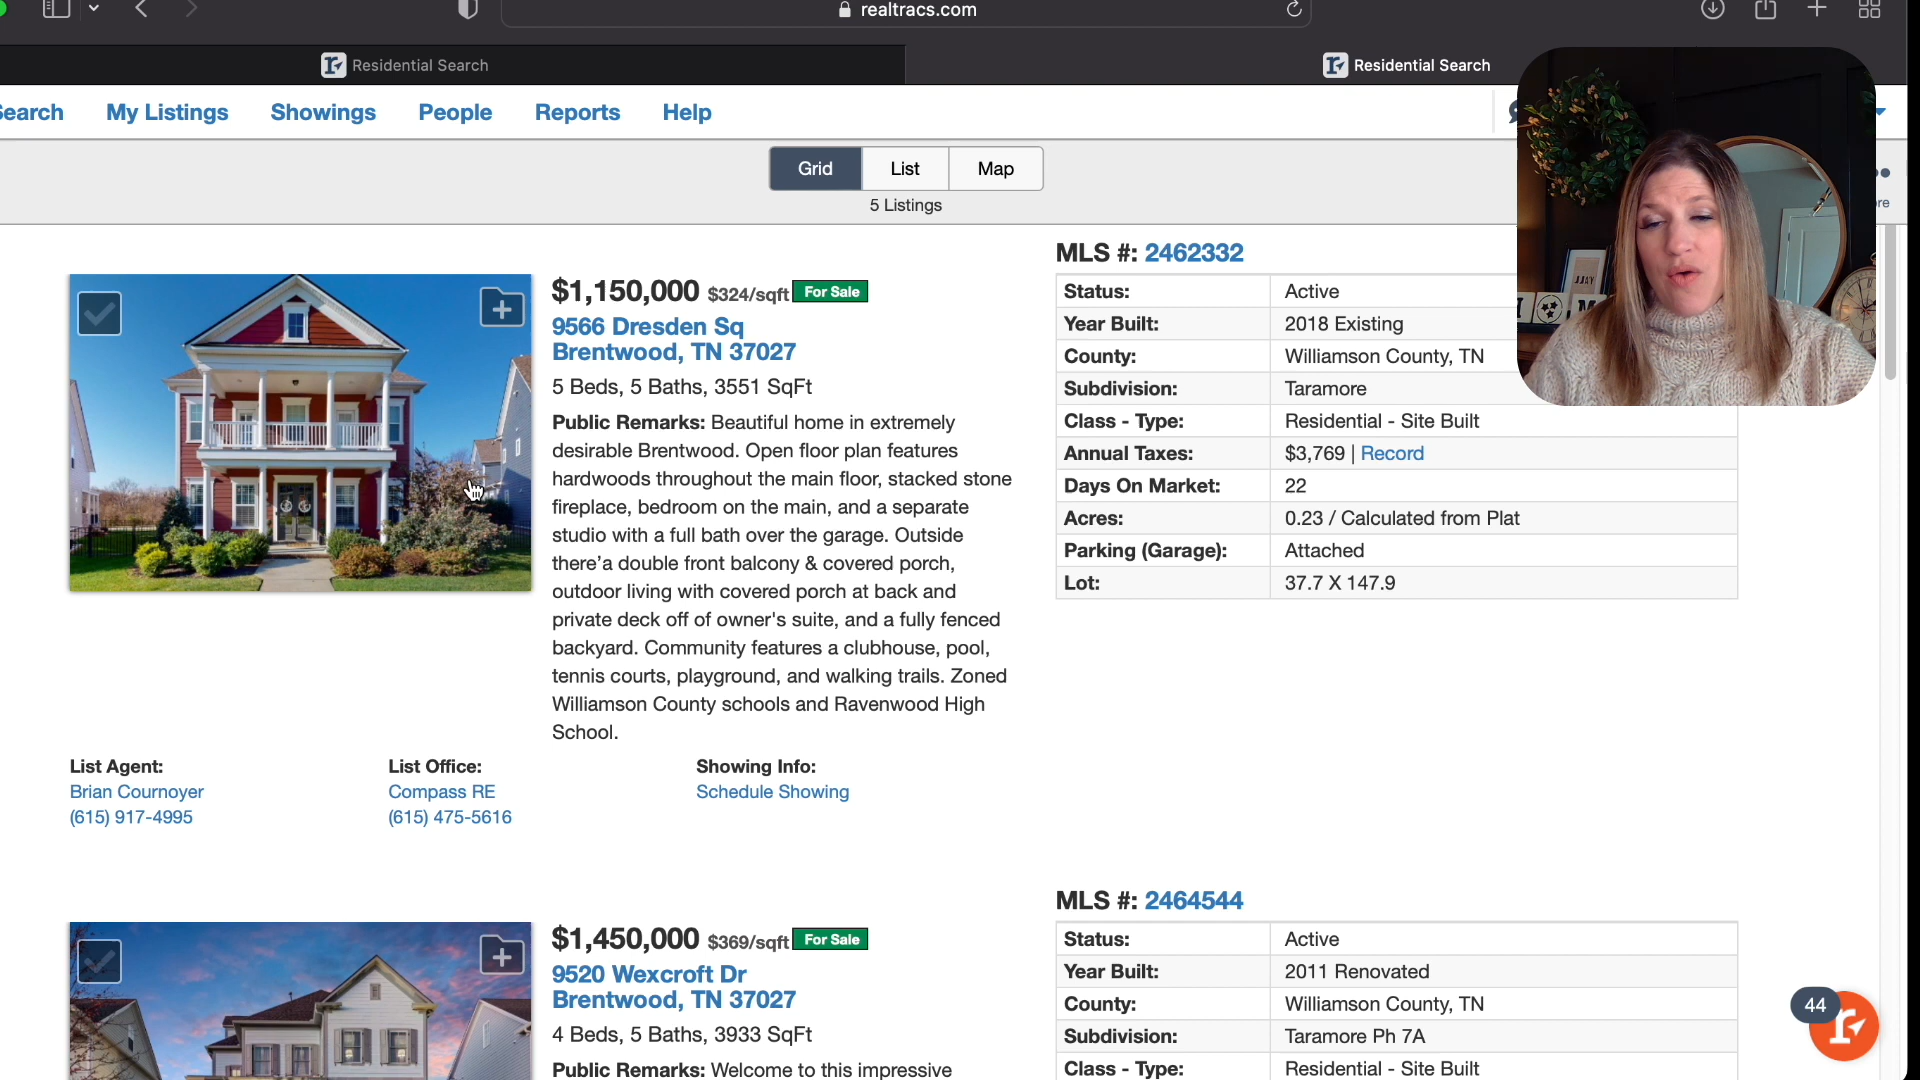 realtracs.com
Residential Search
Residential Search
Search
My Listings
Showings
People
Reports
Help
Grid
List
Map
5 Listings
$1,150,000 $324/sqft For Sale
9566 Dresden Sq
Brentwood, TN 37027
5 Beds, 5 Baths, 3551 SqFt
Public Remarks: Beautiful home in extremely
desirable Brentwood. Open floor plan features
hardwoods throughout the main floor, stacked stone
fireplace, bedroom on the main, and a separate
studio with a full bath over the garage. Outside
there’a double front balcony & covered porch,
outdoor living with covered porch at back and
private deck off of owner's suite, and a fully fenced
backyard. Community features a clubhouse, pool,
tennis courts, playground, and walking trails. Zoned
Williamson County schools and Ravenwood High
School.
MLS #: 2462332
Status: Active
Year Built: 2018 Existing
County: Williamson County, TN
Subdivision: Taramore
Class - Type: Residential - Site Built
Annual Taxes: $3,769 | Record
Days On Market: 22
Acres: 0.23 / Calculated from Plat
Parking (Garage): Attached
Lot: 37.7 X 147.9
List Agent:
Brian Cournoyer
(615) 917-4995
List Office:
Compass RE
(615) 475-5616
Showing Info:
Schedule Showing
$1,450,000 $369/sqft For Sale
9520 Wexcroft Dr
Brentwood, TN 37027
4 Beds, 5 Baths, 3933 SqFt
Public Remarks: Welcome to this impressive
MLS #: 2464544
Status: Active
Year Built: 2011 Renovated
County: Williamson County, TN
Subdivision: Taramore Ph 7A
Class - Type: Residential - Site Built
44